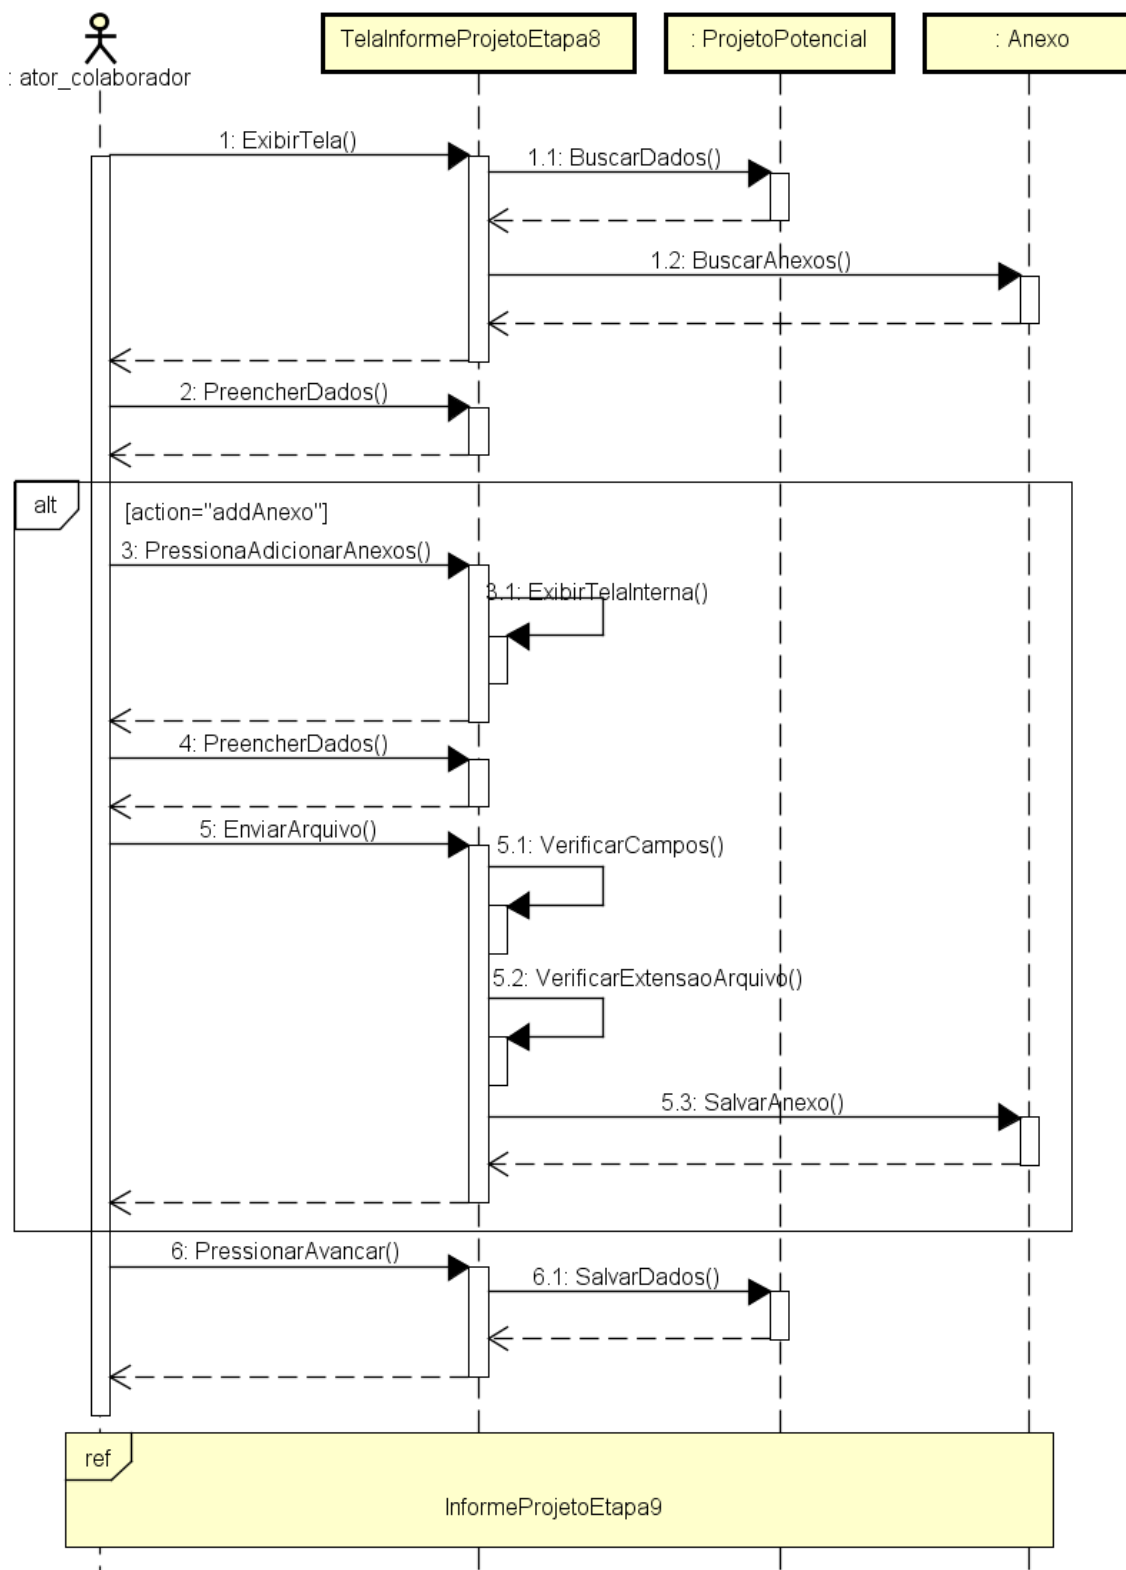 TelaInformeProjetoEtapa8
: ProjetoPotencial
: Anexo
: ator_colaborador
1: ExibirTela()
1.1: BuscarDados()
1.2: BuscarAnexos()
2: PreencherDados()
alt
[action="addAnexo"]
3: PressionaAdicionarAnexos()
3.1: ExibirTelaInterna()
4: PreencherDados()
5: EnviarArquivo()
5.1: VerificarCampos()
5.2: VerificarExtensaoArquivo()
5.3: SalvarAnexo()
6: PressionarAvancar()
6.1: SalvarDados()
ref
InformeProjetoEtapa9